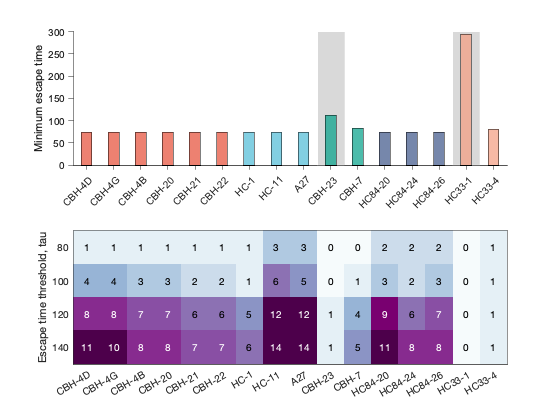 Minimum escape time
300
250
200
150
100
50
0
CBH-4D CBH-4G CBH-4B CBH-20 CBH-21 CBH-22 HC-1 HC-11 A27 CBH-23 CBH-7 HC84-20 HC84-24 HC84-26 HC33-1 HC33-4
Escape time threshold, tau
80 1 1 1 1 1 1 1 3 3 0 0 2 2 2 0 1
100 4 4 3 3 2 2 1 6 5 0 1 3 2 3 0 1
120 8 8 7 7 6 6 5 12 12 1 4 9 6 7 0 1
140 11 10 8 8 7 7 6 14 14 1 5 11 8 8 0 1
CBH-4D CBH-4G CBH-4B CBH-20 CBH-21 CBH-22 HC-1 HC-11 A27 CBH-23 CBH-7 HC84-20 HC84-24 HC84-26 HC33-1 HC33-4